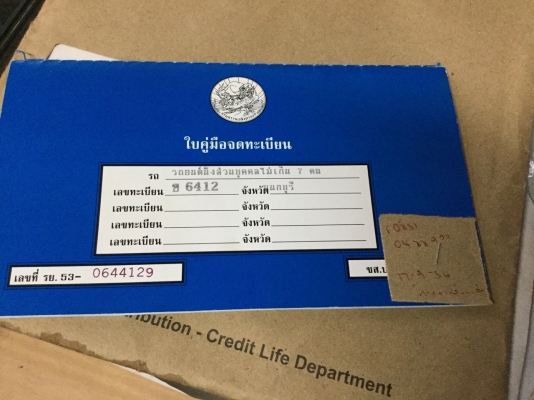 ใบคู่มือจดทะเบียน
รถ รถยนต์นั่งส่วนบุคคลไม่เกิน 7 คน
เลขทะเบียน 6412 จังหวัด
เลขทะเบียน จังหวัด
เลขทะเบียน จังหวัด
เลขทะเบียน จังหวัด
เลขที่ รย. 53- 0644129
ขส.บ
ribution - Credit Life Department